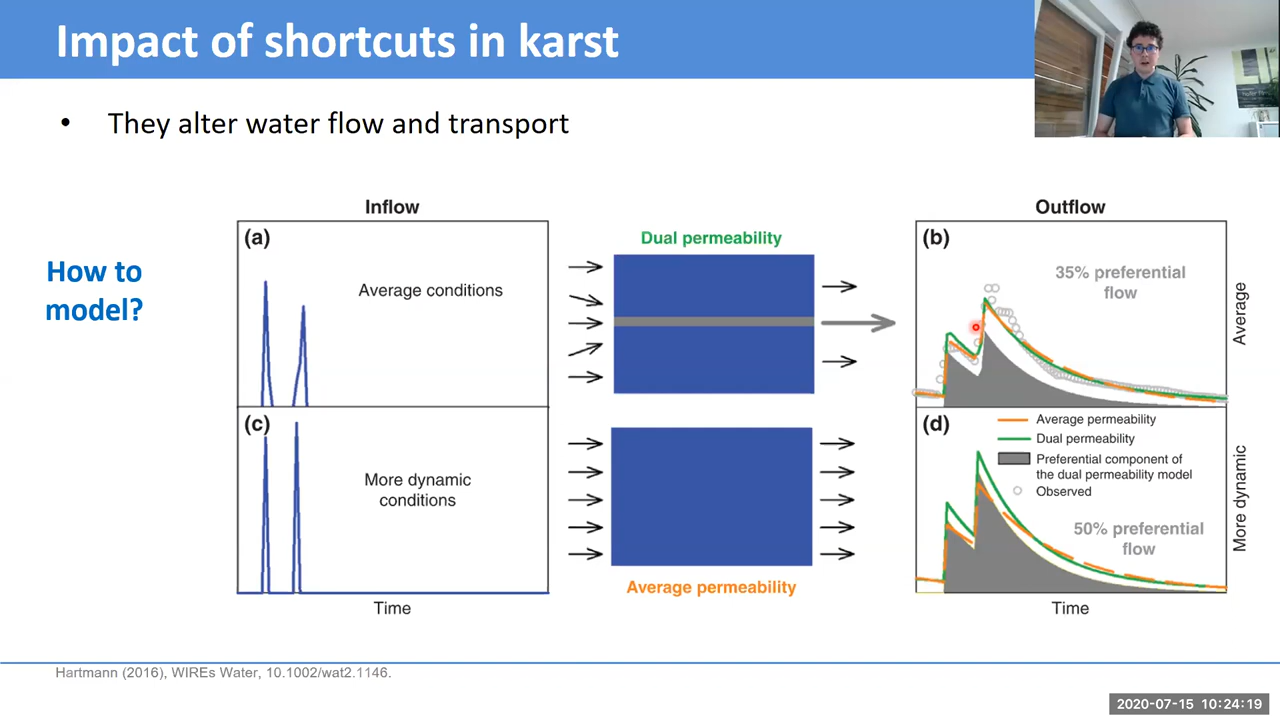 Impact of shortcuts in karst
• They alter water flow and transport
How to
model?
Inflow
(a)
Average conditions
(c)
More dynamic
conditions
Time
Dual permeability
Average permeability
Outflow
(b)
35% preferential
flow
Average
(d)
Average permeability
Dual permeability
Preferential component of
the dual permeability model
Observed
50% preferential
flow
More dynamic
Time
Hartmann (2016), WIREs Water, 10.1002/wat2.1146.
2020-07-15 10:24:19